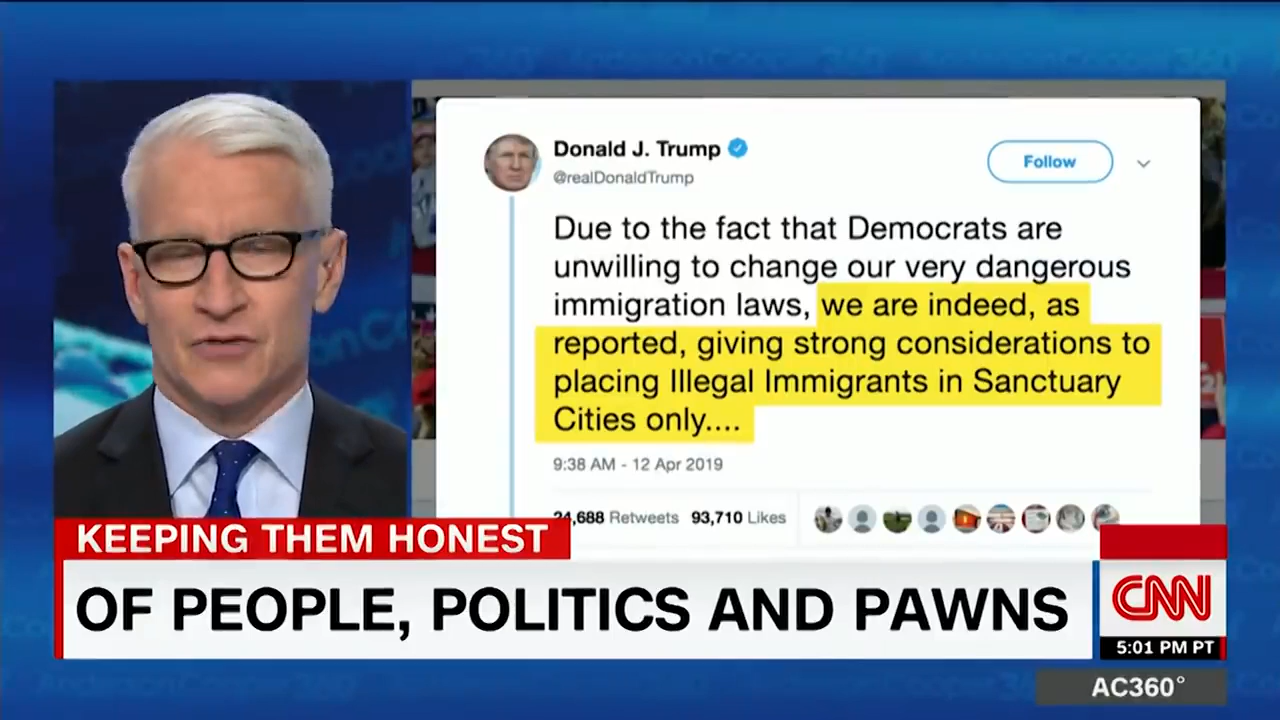 Donald J. Trump
@realDonaldTrump
Follow
Due to the fact that Democrats are
unwilling to change our very dangerous
immigration laws, we are indeed, as
reported, giving strong considerations to
placing Illegal Immigrants in Sanctuary
Cities only....
9:38 AM - 12 Apr 2019
24,688 Retweets 93,710 Likes
KEEPING THEM HONEST
OF PEOPLE, POLITICS AND PAWNS
CNN
5:01 PM PT
AC360°